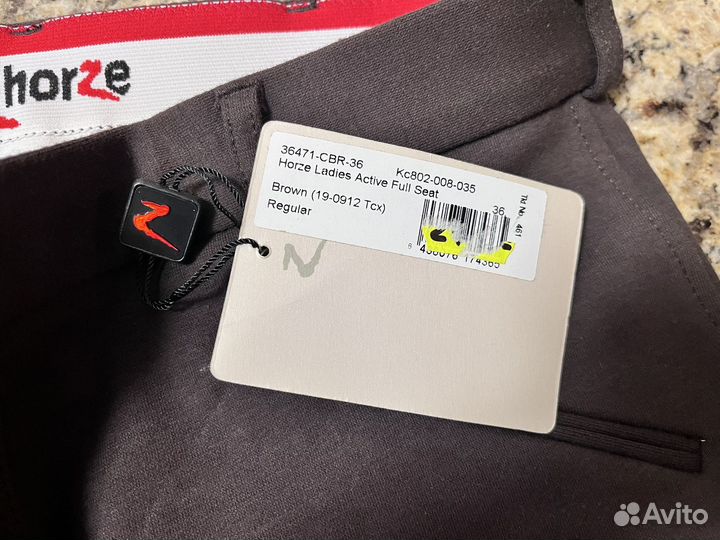 horze
36471-CBR-36 Kc802-008-035
Horze Ladies Active Full Seat
Brown (19-0912 Tcx) 36
Regular
Avito